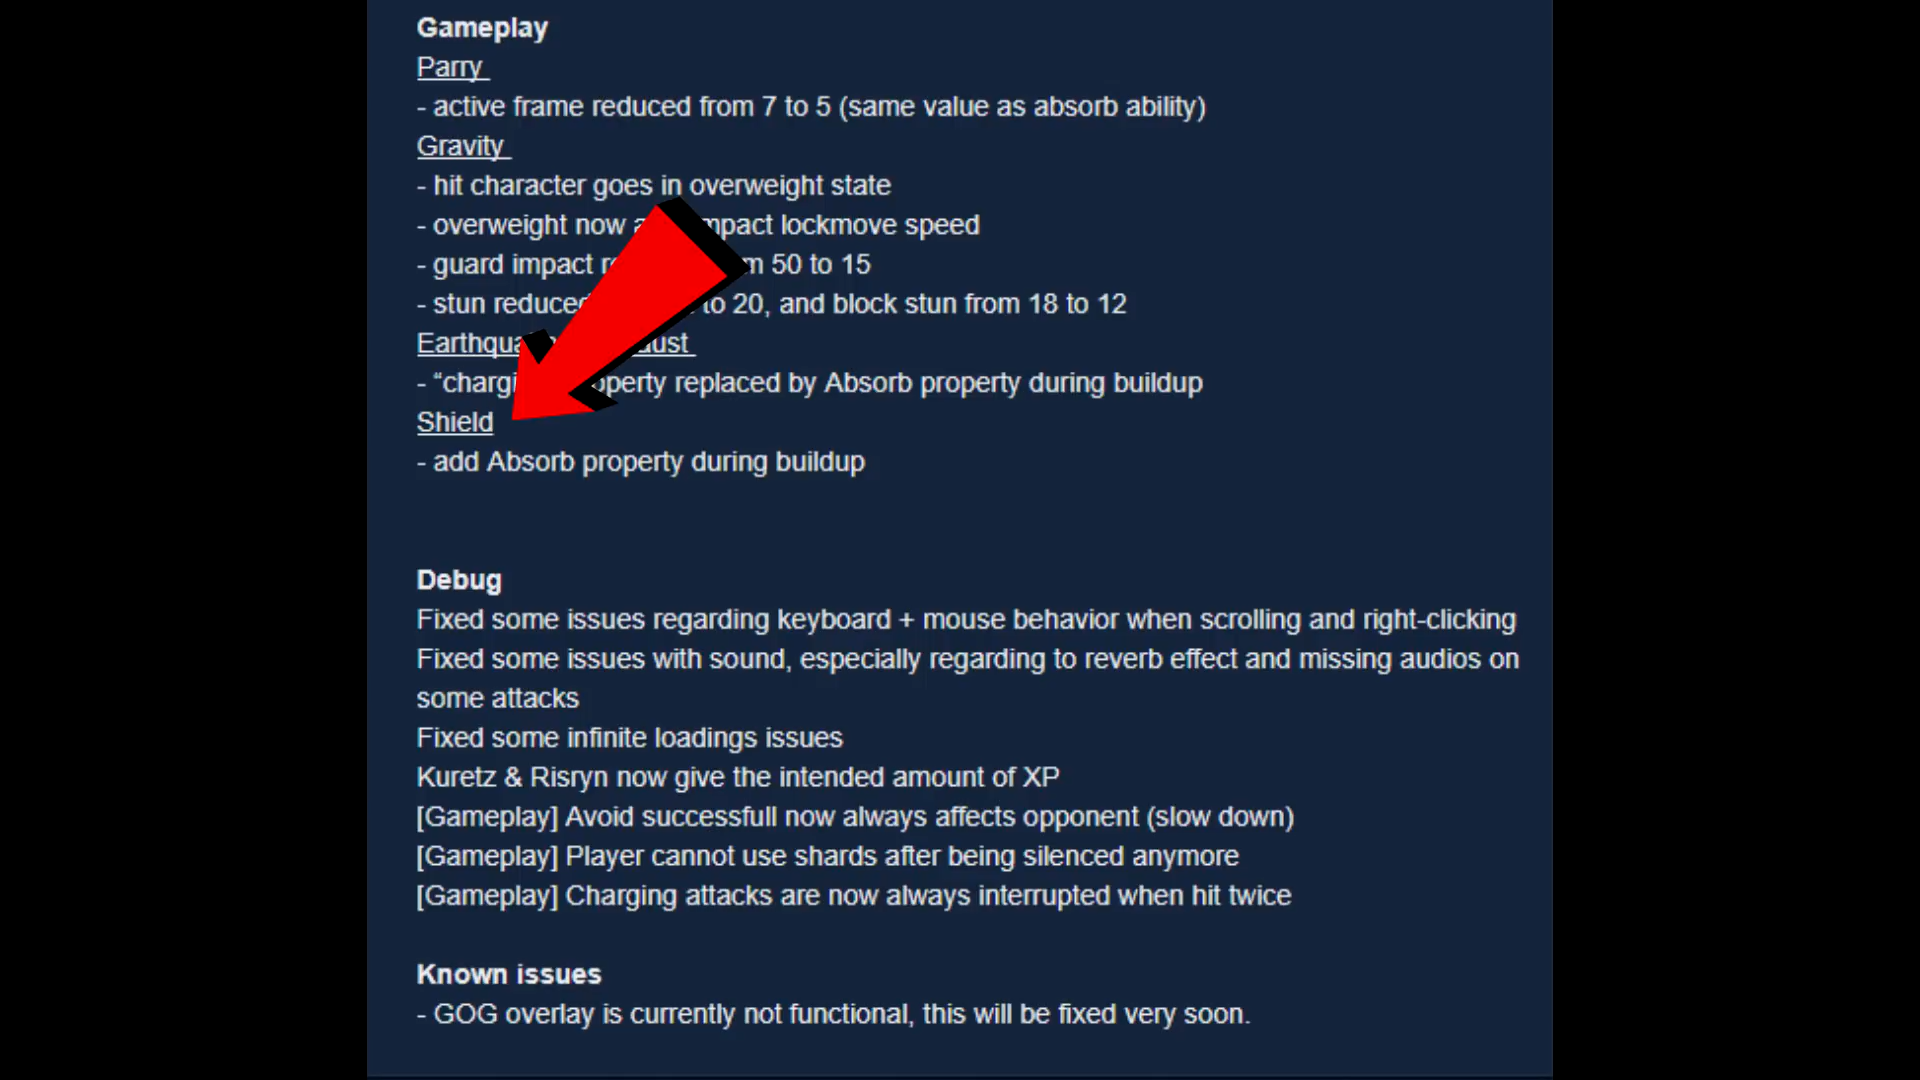 Gameplay
Parry
- active frame reduced from 7 to 5 (same value as absorb ability)
Gravity
- hit character goes in overweight state
- overweight now impact lockmove speed
- guard impact 50 to 15
- stun reduced to 20, and block stun from 18 to 12

- property replaced by Absorb property during buildup
Shield
- add Absorb property during buildup
Debug
Fixed some issues regarding keyboard + mouse behavior when scrolling and right-clicking
Fixed some issues with sound, especially regarding to reverb effect and missing audios on
some attacks
Fixed some infinite loadings issues
Kuretz & Risryn now give the intended amount of XP
[Gameplay] Avoid successfull now always affects opponent (slow down)
[Gameplay] Player cannot use shards after being silenced anymore
[Gameplay] Charging attacks are now always interrupted when hit twice
Known issues
- GOG overlay is currently not functional, this will be fixed very soon.